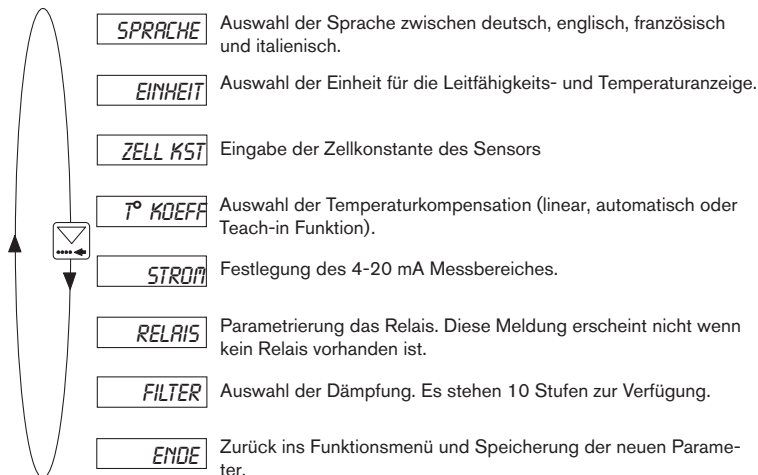 SPRACHE Auswahl der Sprache zwischen deutsch, englisch, französisch
und italienisch.
EINHEIT Auswahl der Einheit für die Leitfähigkeits- und Temperaturanzeige.
ZELL KST Eingabe der Zellkonstante des Sensors
T° KOEFF Auswahl der Temperaturkompensation (linear, automatisch oder
Teach-in Funktion).
STROM Festlegung des 4-20 mA Messbereiches.
RELAIS Parametrierung das Relais. Diese Meldung erscheint nicht wenn
kein Relais vorhanden ist.
FILTER Auswahl der Dämpfung. Es stehen 10 Stufen zur Verfügung.
ENDE Zurück ins Funktionsmenü und Speicherung der neuen Parame-
ter.